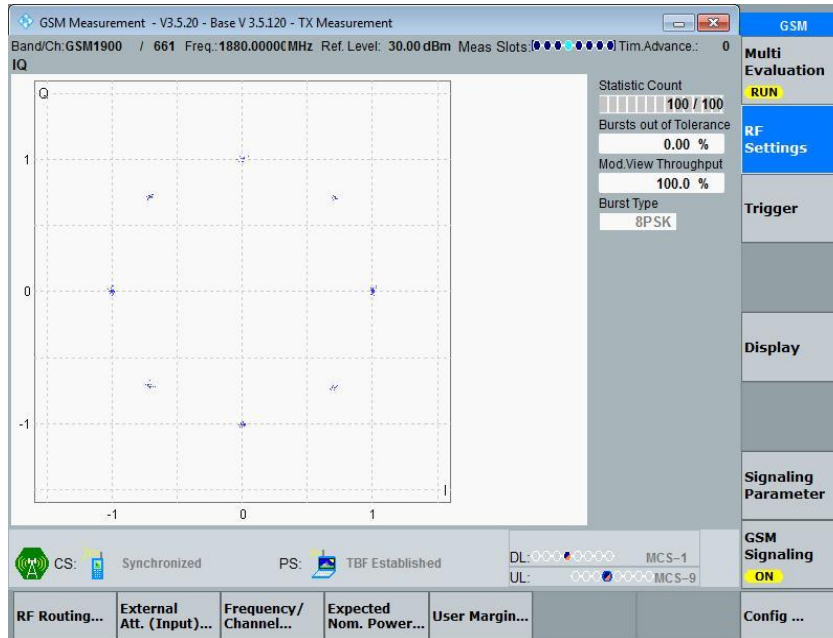 GSM Measurement - V3.5.20 - Base V 3.5.120 - TX Measurement
GSM
Band/Ch:GSM1900 / 661 Freq.:1880.0000(MHz Ref. Level: 30.00 dBm Meas Slots: Tim.Advance.: 0
IQ
Multi
Evaluation
RUN
Statistic Count
100 / 100
Bursts out of Tolerance
0.00 %
Mod.View Throughput
100.0 %
Burst Type
8PSK
RF
Settings
Trigger
Display
Signaling
Parameter
GSM
Signaling
ON
Q
1
0
-1
I
-1 0 1
CS: Synchronized PS: TBF Established DL: MCS-1
UL: MCS-9
RF Routing...
External
Att. (Input)...
Frequency/
Channel...
Expected
Nom. Power...
User Margin...
Config ...